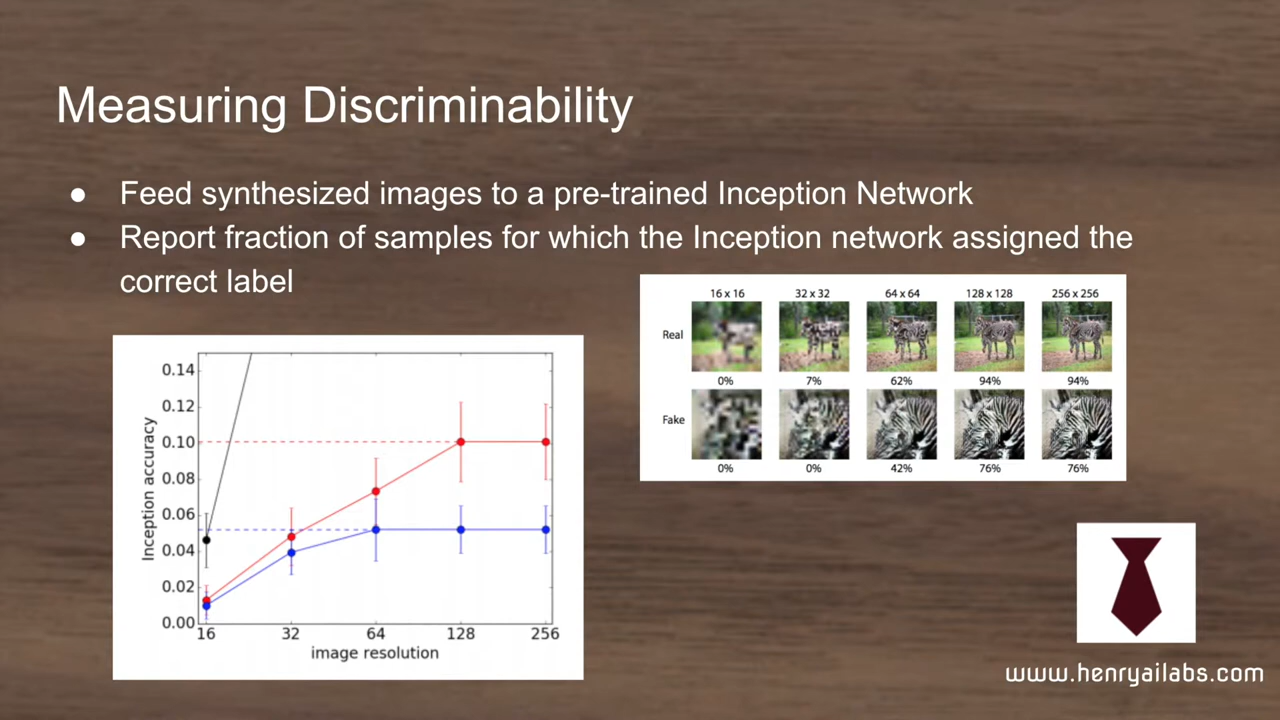 Measuring Discriminability
● Feed synthesized images to a pre-trained Inception Network
● Report fraction of samples for which the Inception network assigned the
correct label
16 x 16 32 x 32 64 x 64 128 x 128 256 x 256
Real
0% 7% 62% 94% 94%
Fake
0% 0% 42% 76% 76%
Inception accuracy
0.14
0.12
0.10
0.08
0.06
0.04
0.02
0.00
16 32 64 128 256
image resolution
www.henryailabs.com